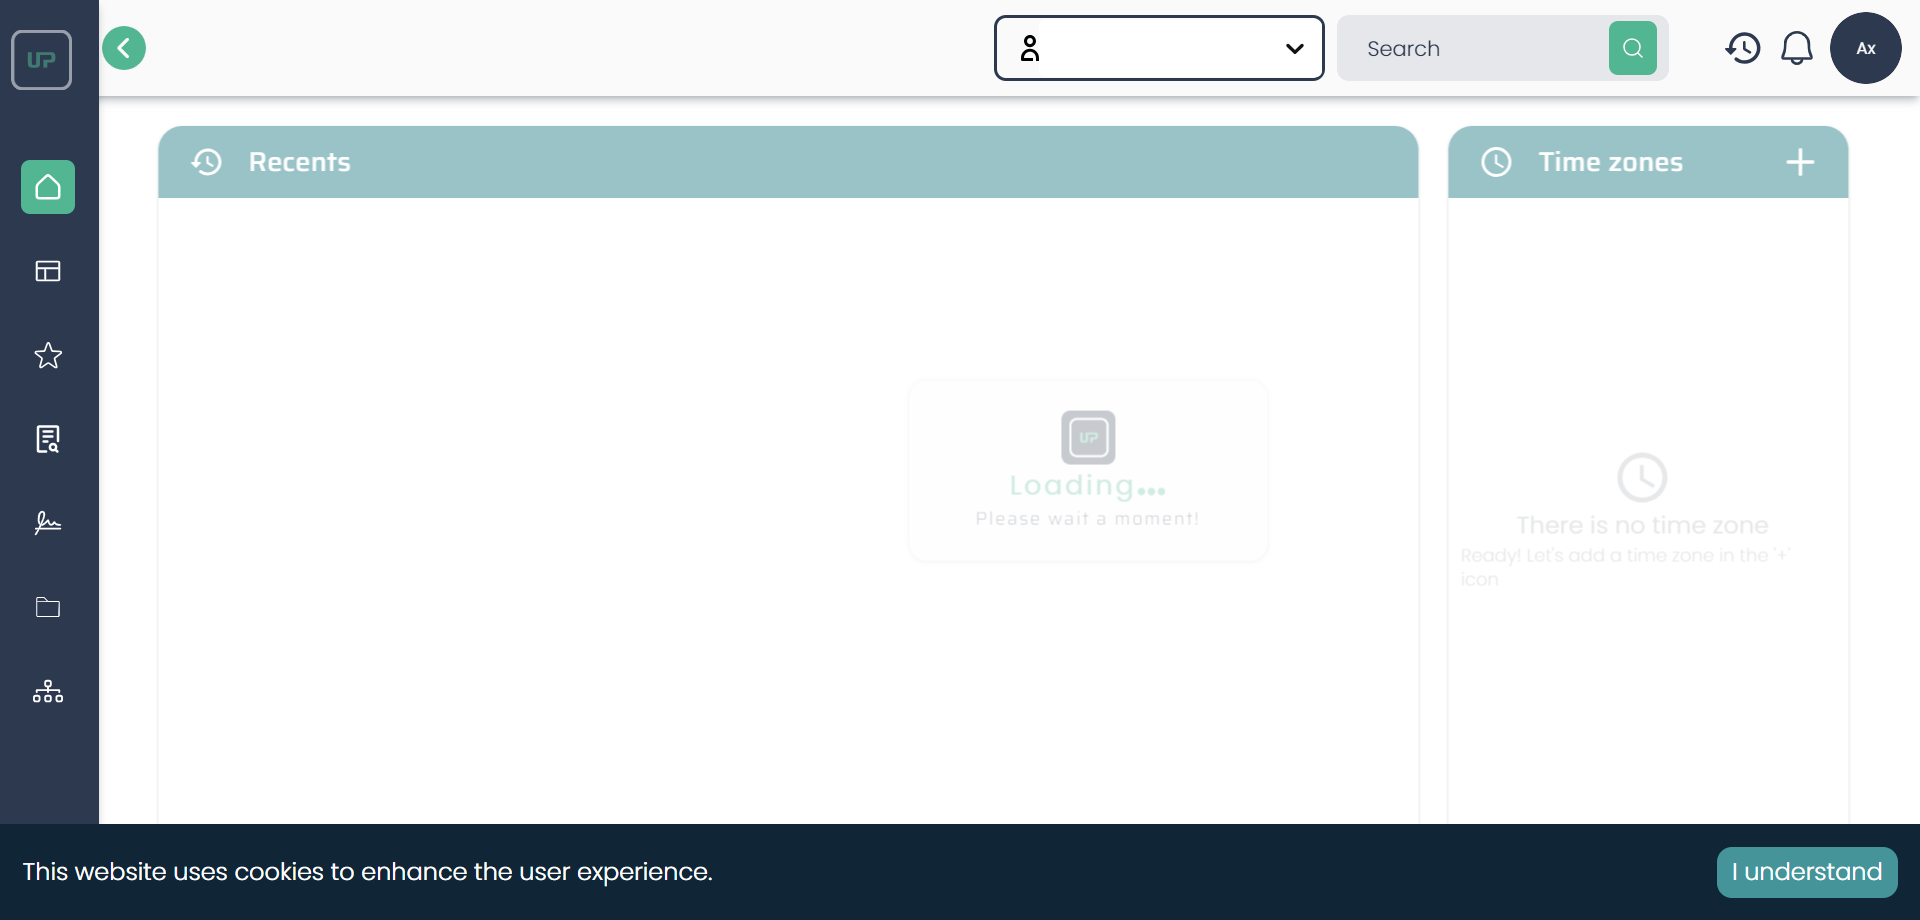 UP
Search
Ax
Recents
Time zones
UP
Loading...
Please wait a moment!
There is no time zone
Ready! Let's add a time zone in the '+'
icon
This website uses cookies to enhance the user experience.
I understand